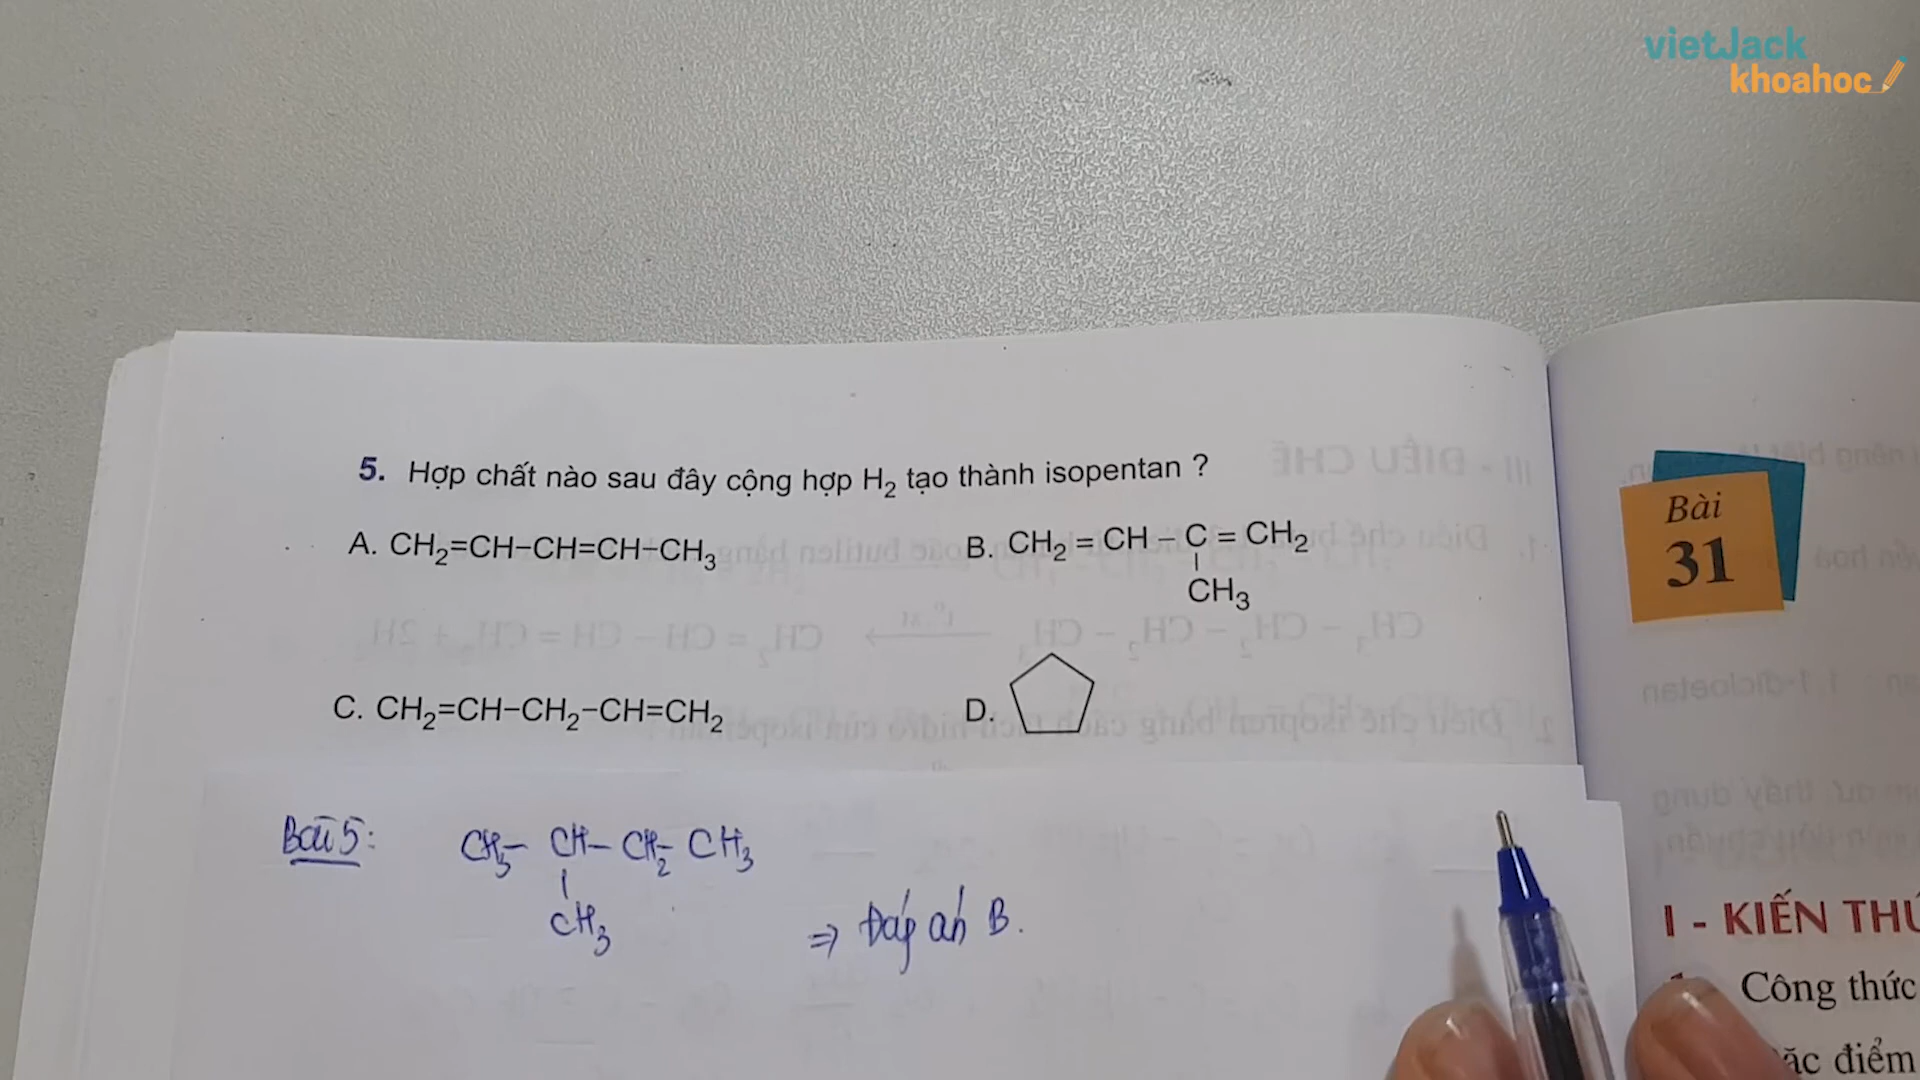 vietJack
khoahoc
5. Hợp chất nào sau đây cộng hợp H₂ tạo thành isopentan ?
A. CH₂=CH−CH=CH−CH₃
B. CH₂ = CH − C = CH₂
CH₃
C. CH₂=CH−CH₂−CH=CH₂
D.
Bài 5:
CH₃− CH− CH₂− CH₃
CH₃
⇒ Đáp án B.
Bài
31
I - KIẾN THỨ
Công thức
ặc điểm